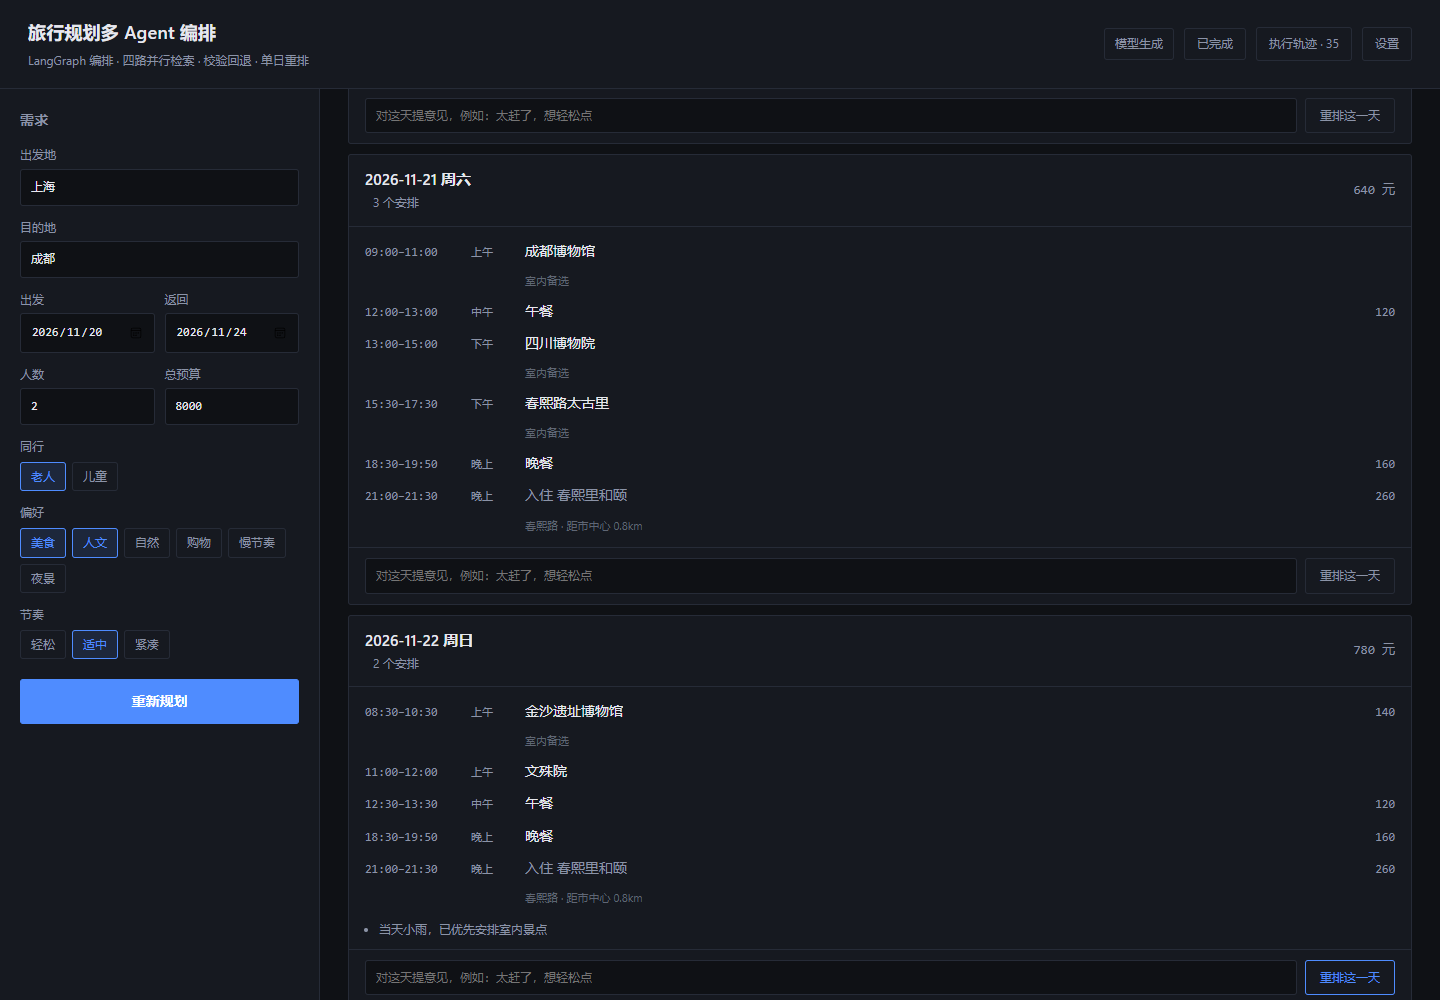 旅行规划多 Agent 编排
LangGraph 编排 · 四路并行检索 · 校验回退 · 单日重排
模型生成
已完成
执行轨迹 · 35
设置
需求
出发地
上海
目的地
成都
出发
返回
2026/11/20
2026/11/24
人数
总预算
2
8000
同行
老人
儿童
偏好
美食
人文
自然
购物
慢节奏
夜景
节奏
轻松
适中
紧凑
重新规划
对这天提意见，例如：太赶了，想轻松点
重排这一天
2026-11-21 周六
3 个安排
640 元
09:00–11:00 上午 成都博物馆
室内备选
12:00–13:00 中午 午餐 120
13:00–15:00 下午 四川博物院
室内备选
15:30–17:30 下午 春熙路太古里
室内备选
18:30–19:50 晚上 晚餐 160
21:00–21:30 晚上 入住 春熙里和颐 260
春熙路 · 距市中心 0.8km
对这天提意见，例如：太赶了，想轻松点
重排这一天
2026-11-22 周日
2 个安排
780 元
08:30–10:30 上午 金沙遗址博物馆 140
室内备选
11:00–12:00 上午 文殊院
12:30–13:30 中午 午餐 120
18:30–19:50 晚上 晚餐 160
21:00–21:30 晚上 入住 春熙里和颐 260
春熙路 · 距市中心 0.8km
• 当天小雨，已优先安排室内景点
对这天提意见，例如：太赶了，想轻松点
重排这一天